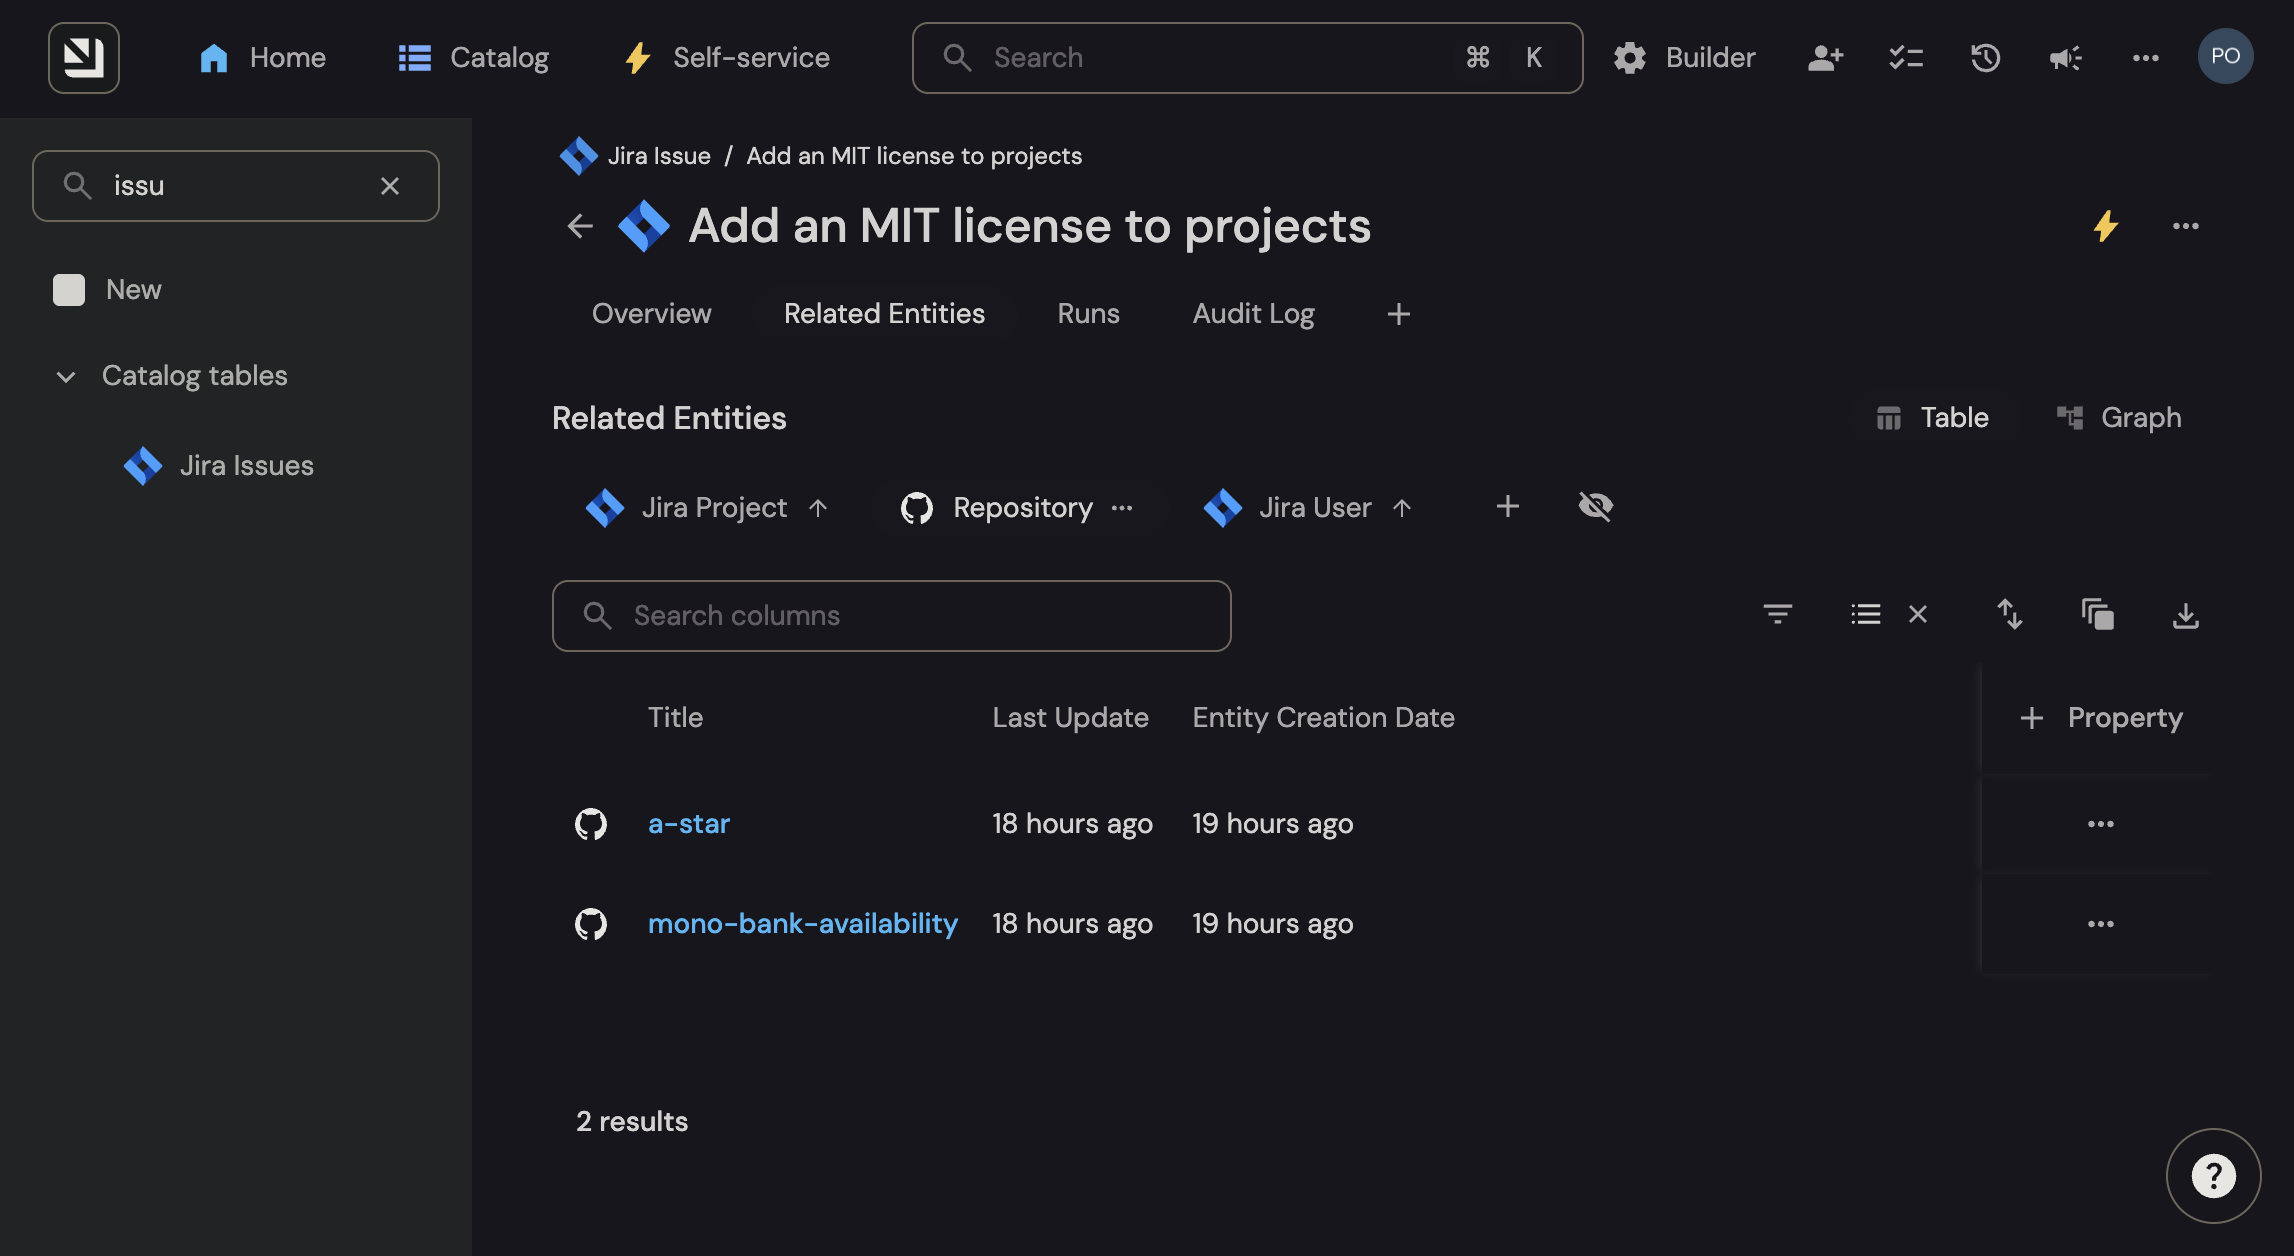 Home
Catalog
Self-service
Search
⌘ K
Builder
PO
issu
New
Catalog tables
Jira Issues
Jira Issue / Add an MIT license to projects
Add an MIT license to projects
Overview
Related Entities
Runs
Audit Log
Related Entities
Table
Graph
Jira Project
Repository
Jira User
Search columns
Title
Last Update
Entity Creation Date
Property
a-star
18 hours ago
19 hours ago
mono-bank-availability
18 hours ago
19 hours ago
2 results
?